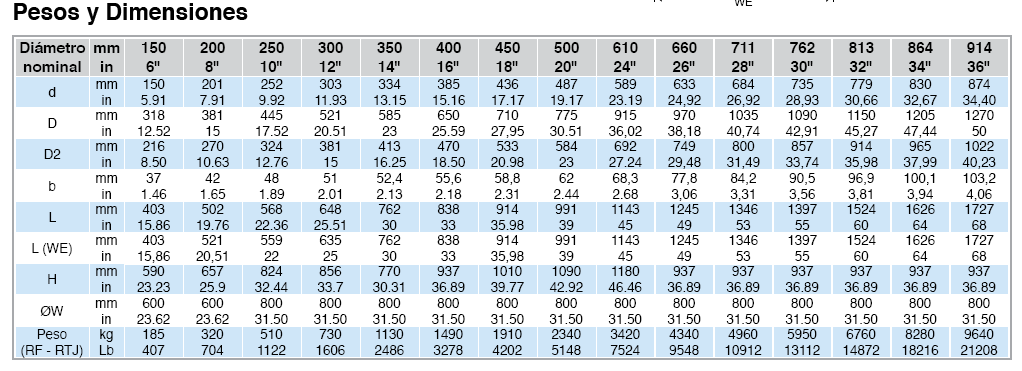 WE
Pesos y Dimensiones
Diámetro mm 150 200 250 300 350 400 450 500 610 660 711 762 813 864 914
nominal in 6" 8" 10" 12" 14" 16" 18" 20" 24" 26" 28" 30" 32" 34" 36"
d mm 150 201 252 303 334 385 436 487 589 633 684 735 779 830 874
in 5.91 7.91 9.92 11.93 13.15 15.16 17.17 19.17 23.19 24,92 26,92 28,93 30,66 32,67 34,40
D mm 318 381 445 521 585 650 710 775 915 970 1035 1090 1150 1205 1270
in 12.52 15 17.52 20.51 23 25.59 27,95 30.51 36,02 38,18 40,74 42,91 45,27 47,44 50
D2 mm 216 270 324 381 413 470 533 584 692 749 800 857 914 965 1022
in 8.50 10.63 12.76 15 16.25 18.50 20.98 23 27.24 29,48 31,49 33,74 35,98 37,99 40,23
b mm 37 42 48 51 52,4 55,6 58,8 62 68,3 77,8 84,2 90,5 96,9 100,1 103,2
in 1.46 1.65 1.89 2.01 2.13 2.18 2.31 2.44 2.68 3,06 3,31 3,56 3,81 3,94 4,06
L mm 403 502 568 648 762 838 914 991 1143 1245 1346 1397 1524 1626 1727
in 15.86 19.76 22.36 25.51 30 33 35.98 39 45 49 53 55 60 64 68
L (WE) mm 403 521 559 635 762 838 914 991 1143 1245 1346 1397 1524 1626 1727
in 15,86 20,51 22 25 30 33 35,98 39 45 49 53 55 60 64 68
H mm 590 657 824 856 770 937 1010 1090 1180 937 937 937 937 937 937
in 23.23 25.9 32.44 33.7 30.31 36.89 39.77 42.92 46.46 36.89 36.89 36.89 36.89 36.89 36.89
ØW mm 600 600 800 800 800 800 800 800 800 800 800 800 800 800 800
in 23.62 23.62 31.50 31.50 31.50 31.50 31.50 31.50 31.50 31.50 31.50 31.50 31.50 31.50 31.50
Peso kg 185 320 510 730 1130 1490 1910 2340 3420 4340 4960 5950 6760 8280 9640
(RF - RTJ) Lb 407 704 1122 1606 2486 3278 4202 5148 7524 9548 10912 13112 14872 18216 21208